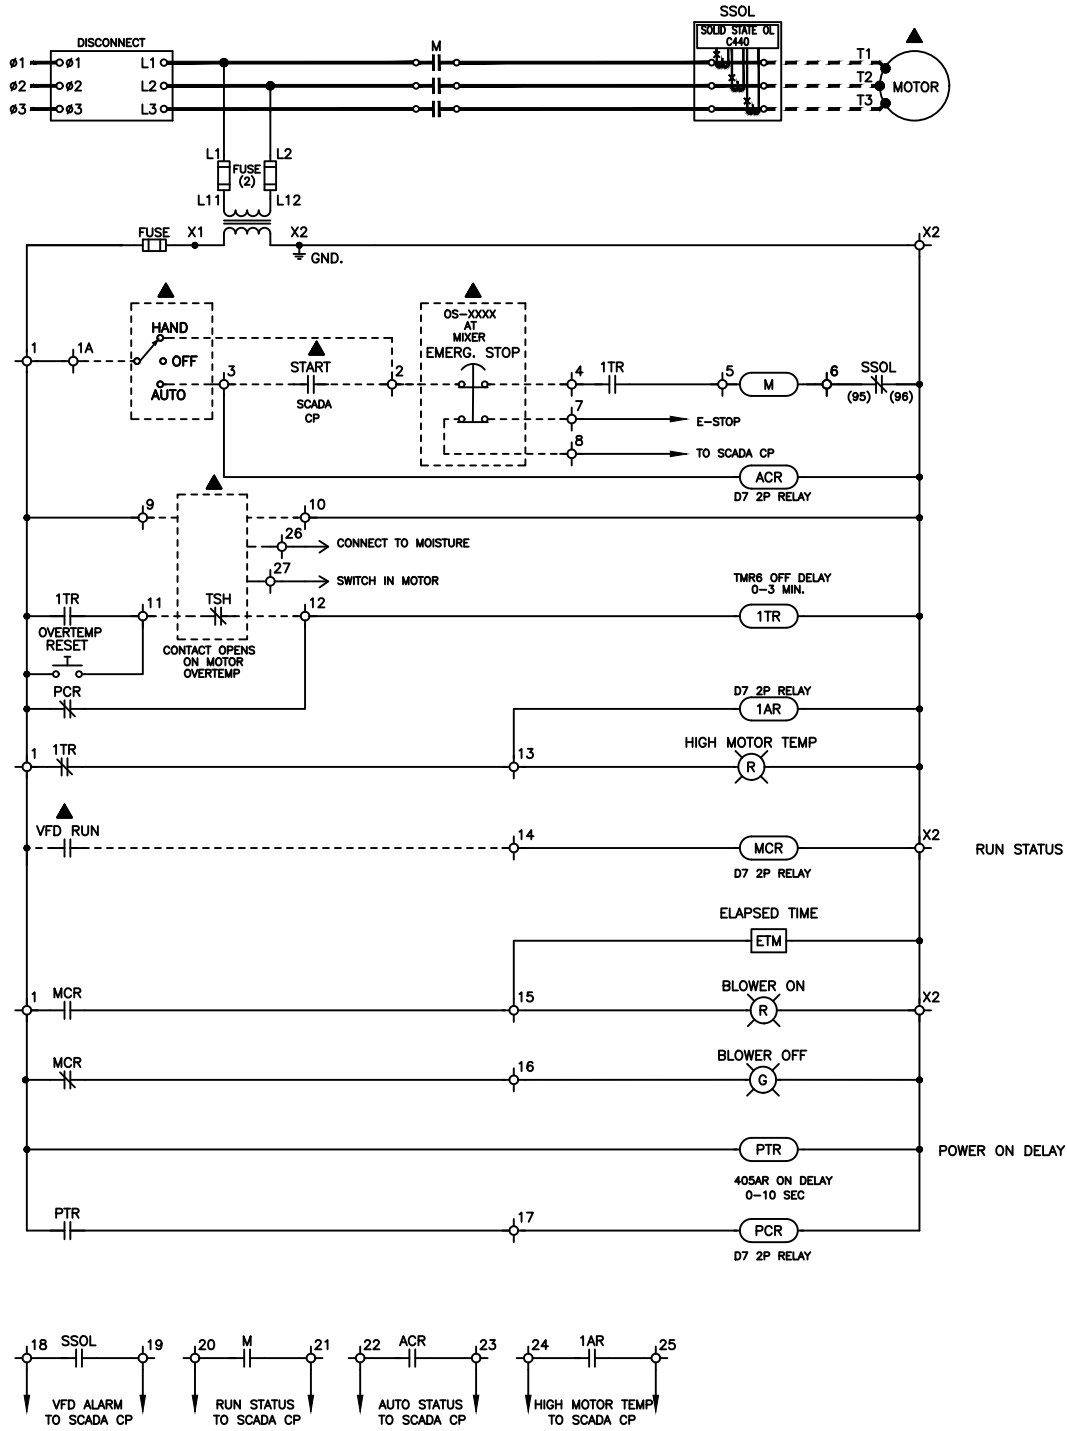 SSOL
DISCONNECT
SOLID STATE OL
C440
M
ø1 ø1 L1 T1
ø2 ø2 L2 T2 MOTOR
ø3 ø3 L3 T3
L1 L2
FUSE
(2)
L11 L12
FUSE X1 X2 X2
GND.
OS-XXXX
AT
MIXER
EMERG. STOP
HAND
1 1A OFF
AUTO
3 START 2 4 1TR 5 M 6 SSOL
(95) (96)
SCADA
CP
7 E-STOP
8 TO SCADA CP
ACR
D7 2P RELAY
9 10
26 CONNECT TO MOISTURE
27 SWITCH IN MOTOR
TMR6 OFF DELAY
0-3 MIN.
1TR 11 TSH 12 1TR
OVERTEMP
RESET
CONTACT OPENS
ON MOTOR
OVERTEMP
PCR
D7 2P RELAY
1AR
HIGH MOTOR TEMP
1 1TR 13 R
VFD RUN
14 MCR X2 RUN STATUS
D7 2P RELAY
ELAPSED TIME
ETM
BLOWER ON
1 MCR 15 R X2
BLOWER OFF
MCR 16 G
PTR POWER ON DELAY
405AR ON DELAY
0-10 SEC
PTR 17 PCR
D7 2P RELAY
18 SSOL 19 20 M 21 22 ACR 23 24 1AR 25
VFD ALARM
TO SCADA CP
RUN STATUS
TO SCADA CP
AUTO STATUS
TO SCADA CP
HIGH MOTOR TEMP
TO SCADA CP